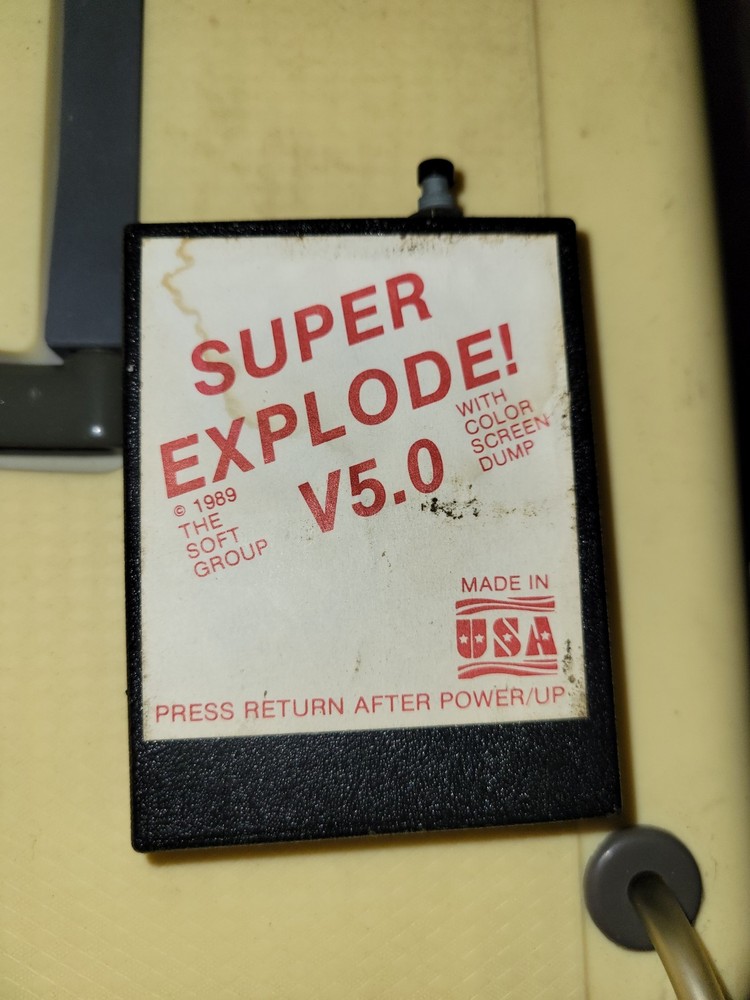 SUPER
EXPLODE!
V5.0
WITH
COLOR
SCREEN
DUMP
© 1989
THE
SOFT
GROUP
MADE IN
USA
PRESS RETURN AFTER POWER/UP